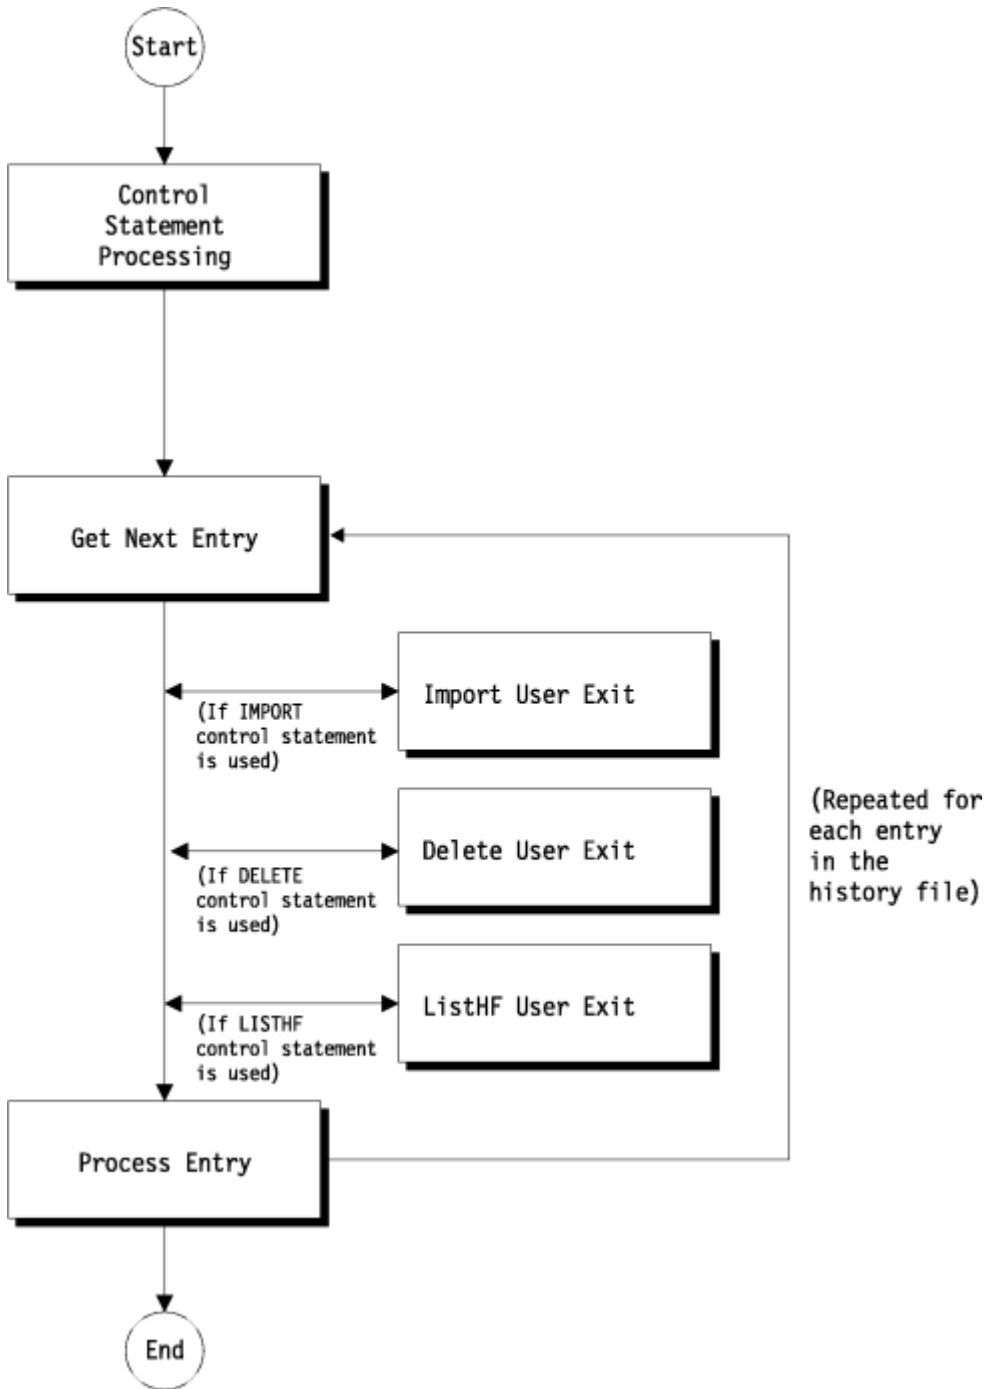 Start
Control
Statement
Processing
Get Next Entry
Import User Exit
(If IMPORT
control statement
is used)
(Repeated for
each entry
in the
history file)
Delete User Exit
(If DELETE
control statement
is used)
ListHF User Exit
(If LISTHF
control statement
is used)
Process Entry
End